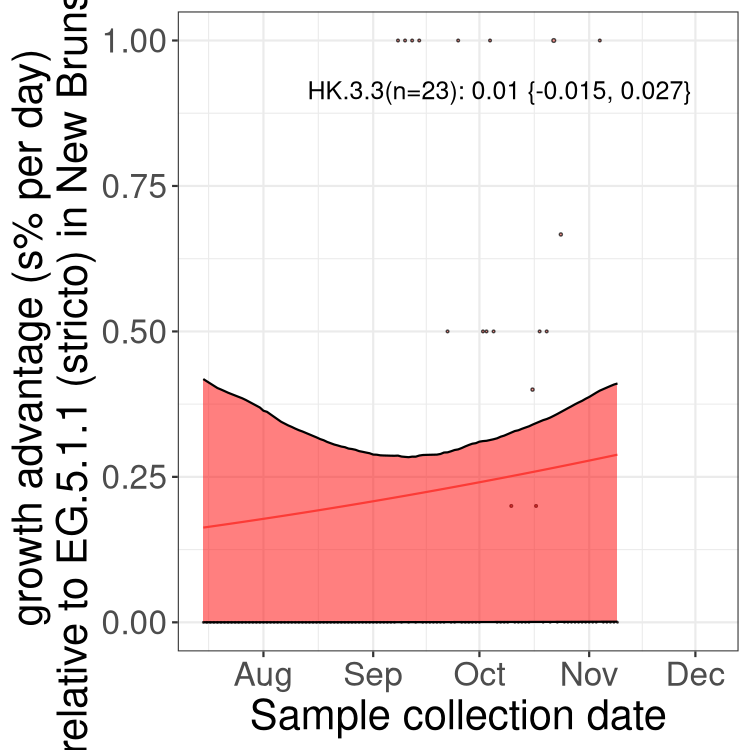 growth advantage (s% per day)
relative to EG.5.1.1 (stricto) in New Bruns
1.00
0.75
0.50
0.25
0.00
HK.3.3(n=23): 0.01 {-0.015, 0.027}
Aug Sep Oct Nov Dec
Sample collection date